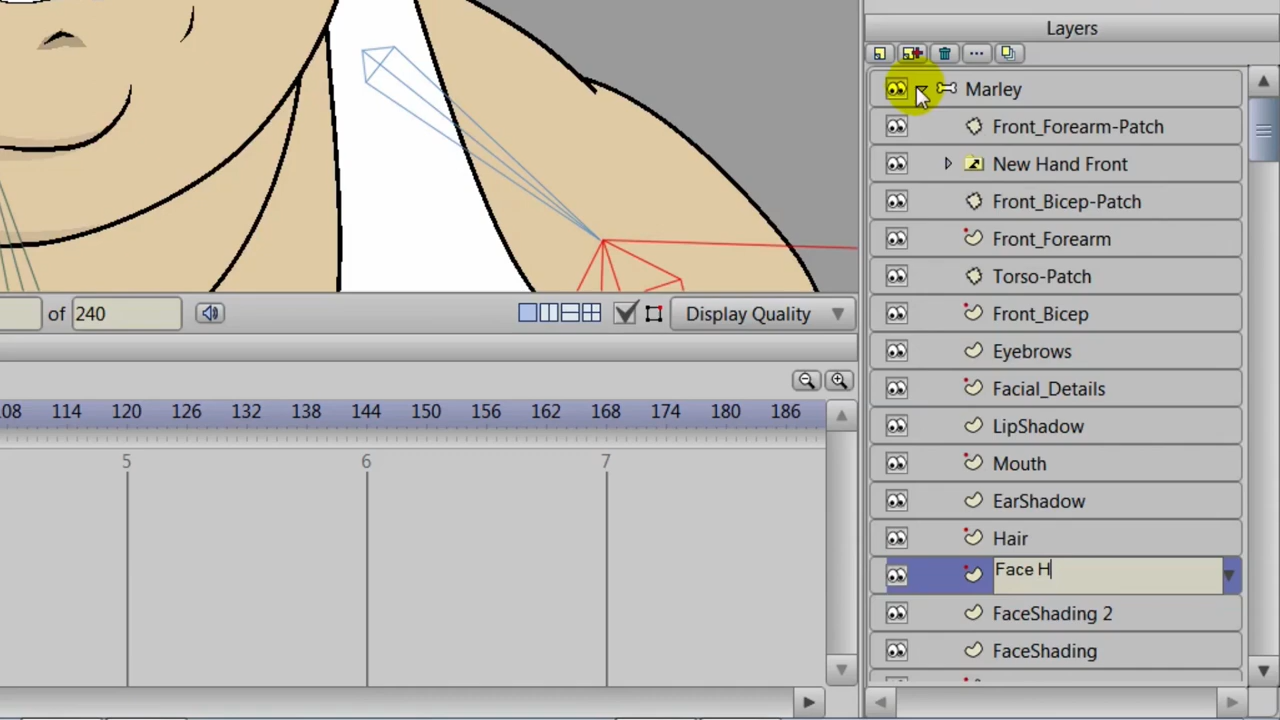 Layers
Marley
Front_Forearm-Patch
New Hand Front
Front_Bicep-Patch
Front_Forearm
Torso-Patch
Front_Bicep
Eyebrows
Facial_Details
LipShadow
Mouth
EarShadow
Hair
Face H
FaceShading 2
FaceShading
of 240
Display Quality
08 114 120 126 132 138 144 150 156 162 168 174 180 186
5 6 7